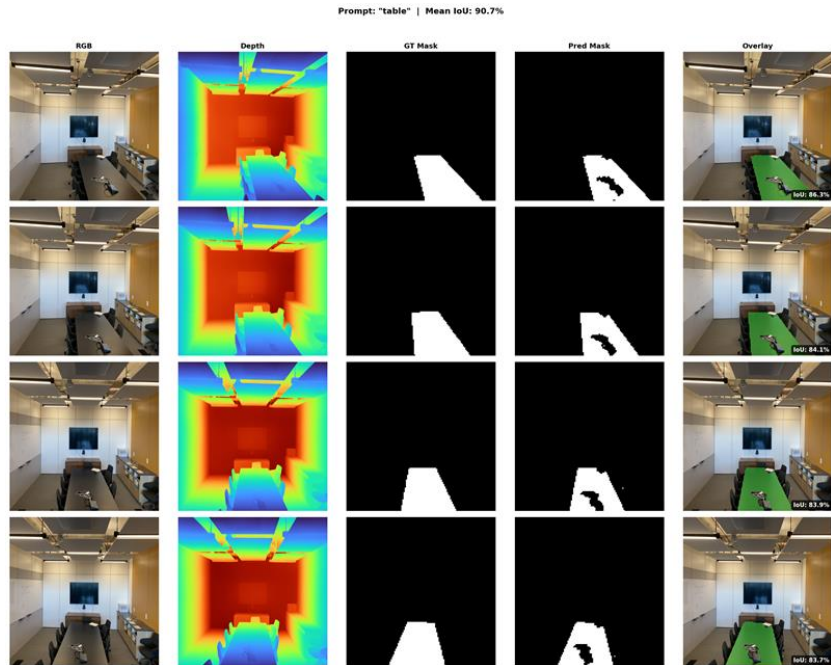 Prompt: "table" | Mean IoU: 90.7%
RGB Depth GT Mask Pred Mask Overlay
IoU: 86.3%
IoU: 84.1%
IoU: 83.9%
IoU: 83.7%